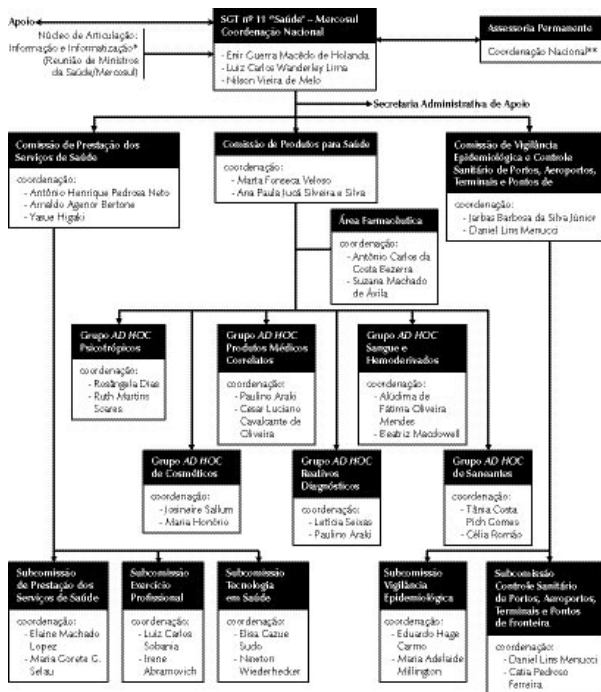 Apoio
Núcleo de Articulação:
Informação e Informatização*
(Reunião de Ministros
da Saúde/Mercosul)
SGT nº 11 "Saúde" – Mercosul
Coordenação Nacional
- Enir Guerra Macêdo de Holanda
- Luiz Carlos Wanderley Lima
- Nilson Vieira de Melo
Assessoria Permanente
Coordenação Nacional**
Secretaria Administrativa de Apoio
Comissão de Prestação dos
Serviços de Saúde
coordenação:
- Antônio Henrique Pedrosa Neto
- Arnaldo Agenor Bertone
- Yasue Higaki
Comissão de Produtos para Saúde
coordenação:
- Marta Fonseca Veloso
- Ana Paula Jucá Silveira e Silva
Comissão de Vigilância
Epidemiológica e Controle
Sanitário de Portos, Aeroportos,
Terminais e Pontos de
coordenação:
- Jarbas Barbosa da Silva Júnior
- Daniel Lins Menucci
Área Farmacêutica
coordenação:
- Antônio Carlos da
Costa Bezerra
- Suzana Machado
de Ávila
Grupo AD HOC
Psicotrópicos
coordenação:
- Rosângela Dias
- Ruth Martins
Soares
Grupo AD HOC
Produtos Médicos
Correlatos
coordenação:
- Paulino Araki
- Cesar Luciano
Cavalcante de
Oliveira
Grupo AD HOC
Sangue e
Hemoderivados
coordenação:
- Alúdima de
Fátima Oliveira
Mendes
- Beatriz Macdowell
Grupo AD HOC
de Cosméticos
coordenação:
- Josineire Sallum
- Maria Honório
Grupo AD HOC
Reativos
Diagnósticos
coordenação:
- Letícia Seixas
- Paulino Araki
Grupo AD HOC
de Saneantes
coordenação:
- Tânia Costa
Pich Gomes
- Célia Romão
Subcomissão
de Prestação dos
Serviços de Saúde
coordenação:
- Elaine Machado
Lopez
- Maria Gorete G.
Selau
Subcomissão
Exercício
Profissional
coordenação:
- Luiz Carlos
Sobania
- Irene
Abramovich
Subcomissão
Tecnologia
em Saúde
coordenação:
- Elisa Cazue
Sudo
- Newton
Wiederhecker
Subcomissão
Vigilância
Epidemiológica
coordenação:
- Eduardo Hage
Carmo
- Maria Adelaide
Millington
Subcomissão
Controle Sanitário
de Portos, Aeroportos,
Terminais e Pontos
de Fronteira
coordenação:
- Daniel Lins Menucci
- Catia Pedroso
Ferreira